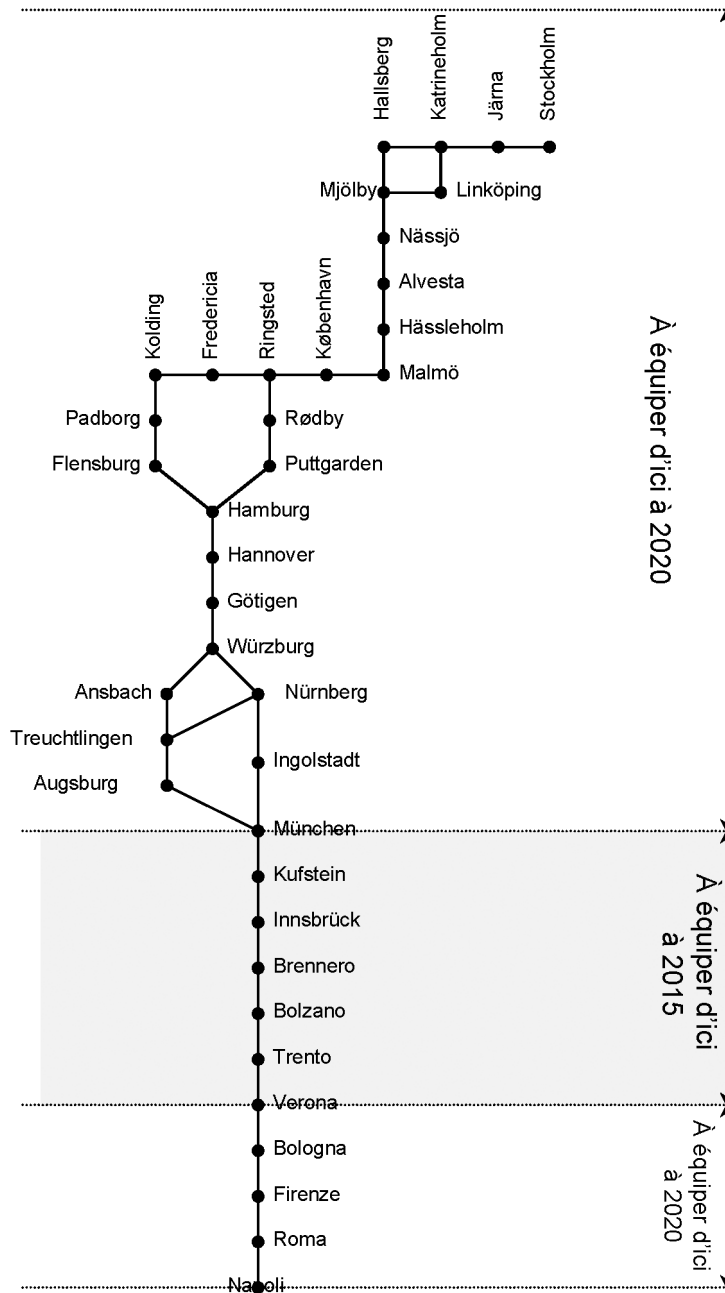 Hallsberg
Katrineholm
Järna
Stockholm
Mjölby
Linköping
Nässjö
Alvesta
Hässleholm
Kolding
Fredericia
Ringsted
København
Malmö
Padborg
Rødby
Flensburg
Puttgarden
Hamburg
Hannover
Götigen
Würzburg
Ansbach
Nürnberg
Treuchtlingen
Ingolstadt
Augsburg
München
À équiper d'ici à 2020
Kufstein
Innsbrück
Brennero
Bolzano
Trento
Verona
À équiper d'ici
à 2015
Bologna
Firenze
Roma
Napoli
À équiper d'ici
à 2020